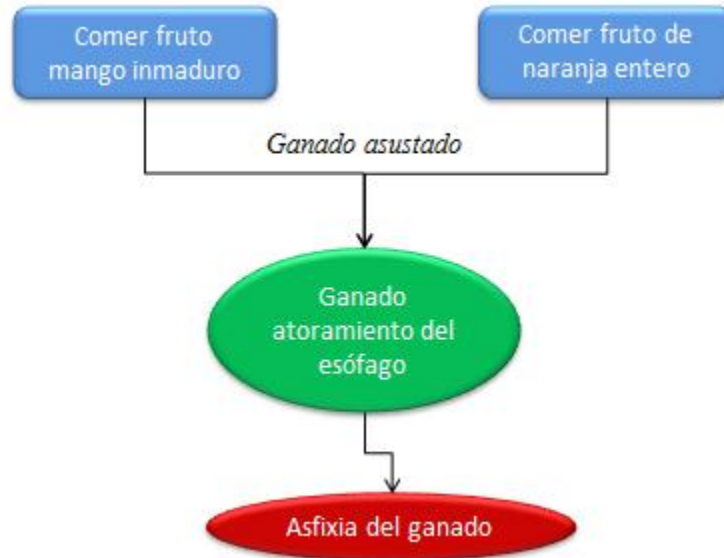 Comer fruto
mango inmaduro
Comer fruto de
naranja entero
Ganado asustado
Ganado
atoramiento del
esófago
Asfixia del ganado